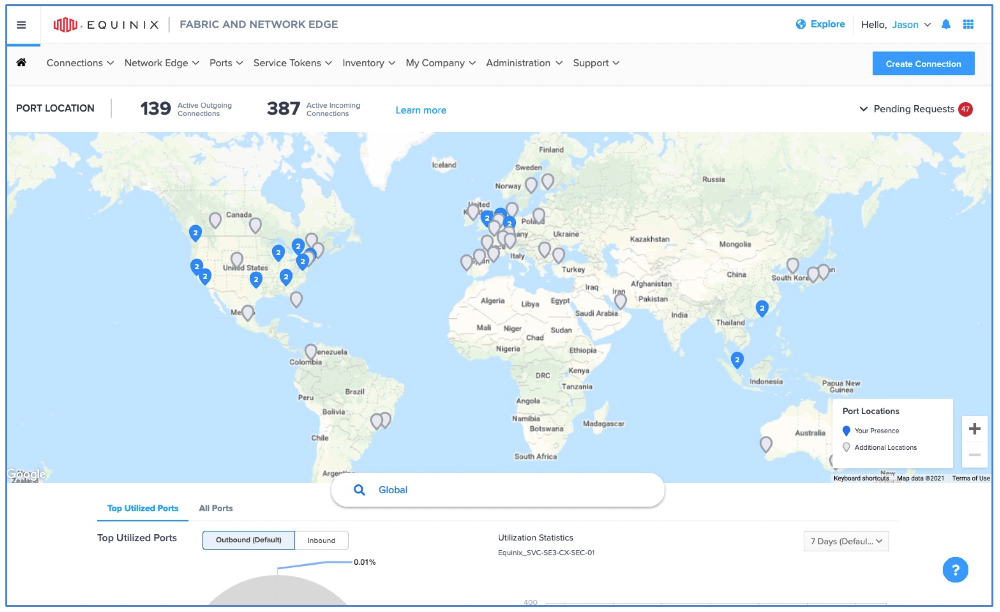 EQUINIX | FABRIC AND NETWORK EDGE
Explore
Hello, Jason
Connections
Network Edge
Ports
Service Tokens
Inventory
My Company
Administration
Support
Create Connection
PORT LOCATION
139 Active Outgoing
Connections
387 Active Incoming
Connections
Learn more
Pending Requests 47
Finland
Iceland
Sweden
Russia
Norway
United
Canada
2
2
2
Ukraine
Kazakhstan
Mongolia
2
2
2
Italy
2
2
United States
Turkey
2
2
2
2
China
South Kore
Afghanistan
Iraq
Iran
Pakistan
Algeria
Libya
Egypt
2
Saudi Arabia
India
Thailand
Mali
Niger
Sudan
Chad
Nigeria
Ethiopia
enezuela
Colombia
2
DRC
Kenya
Indonesia
Tanzania
Papua New
Guinea
Brazil
Peru
Angola
Bolivia
Namibia
Madagascar
Botswana
Chile
Australia
South Africa
Port Locations
Your Presence
Additional Locations
Google
Zealand
New
Keyboard shortcuts
Map data ©2021
Terms of Use
Global
Top Utilized Ports
All Ports
Top Utilized Ports
Outbound (Default)
Inbound
Utilization Statistics
7 Days (Defaul...
Equinix_SVC-SE3-CX-SEC-01
0.01%
?
400